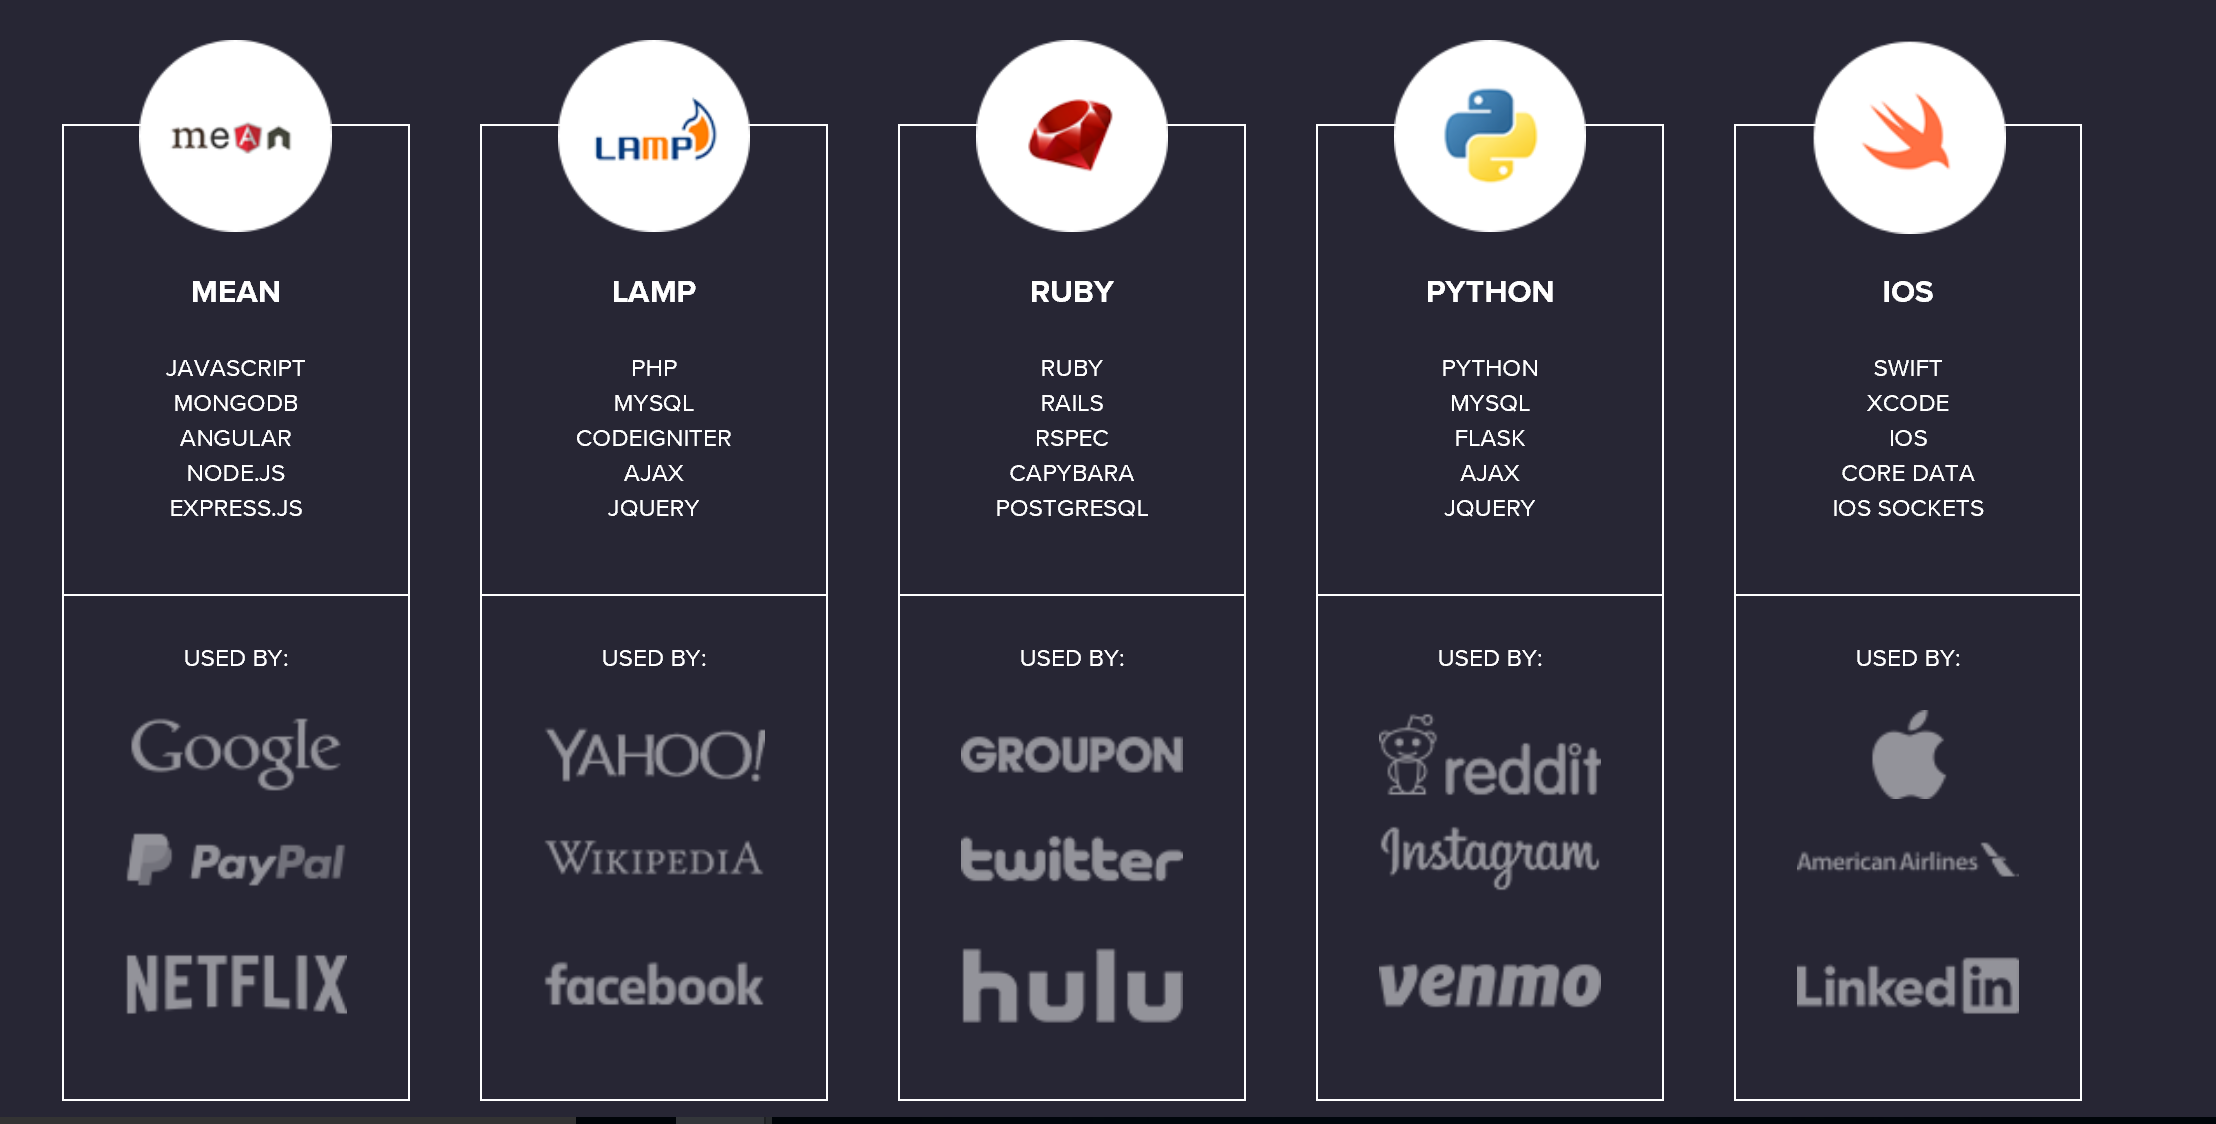 mean
LAMP
MEAN
JAVASCRIPT
MONGODB
ANGULAR
NODE.JS
EXPRESS.JS
USED BY:
Google
PayPal
NETFLIX
LAMP
PHP
MYSQL
CODEIGNITER
AJAX
JQUERY
USED BY:
YAHOO!
WIKIPEDIA
facebook
RUBY
RUBY
RAILS
RSPEC
CAPYBARA
POSTGRESQL
USED BY:
GROUPON
twitter
hulu
PYTHON
PYTHON
MYSQL
FLASK
AJAX
JQUERY
USED BY:
reddit
Instagram
venmo
IOS
SWIFT
XCODE
IOS
CORE DATA
IOS SOCKETS
USED BY:
American Airlines
LinkedIn